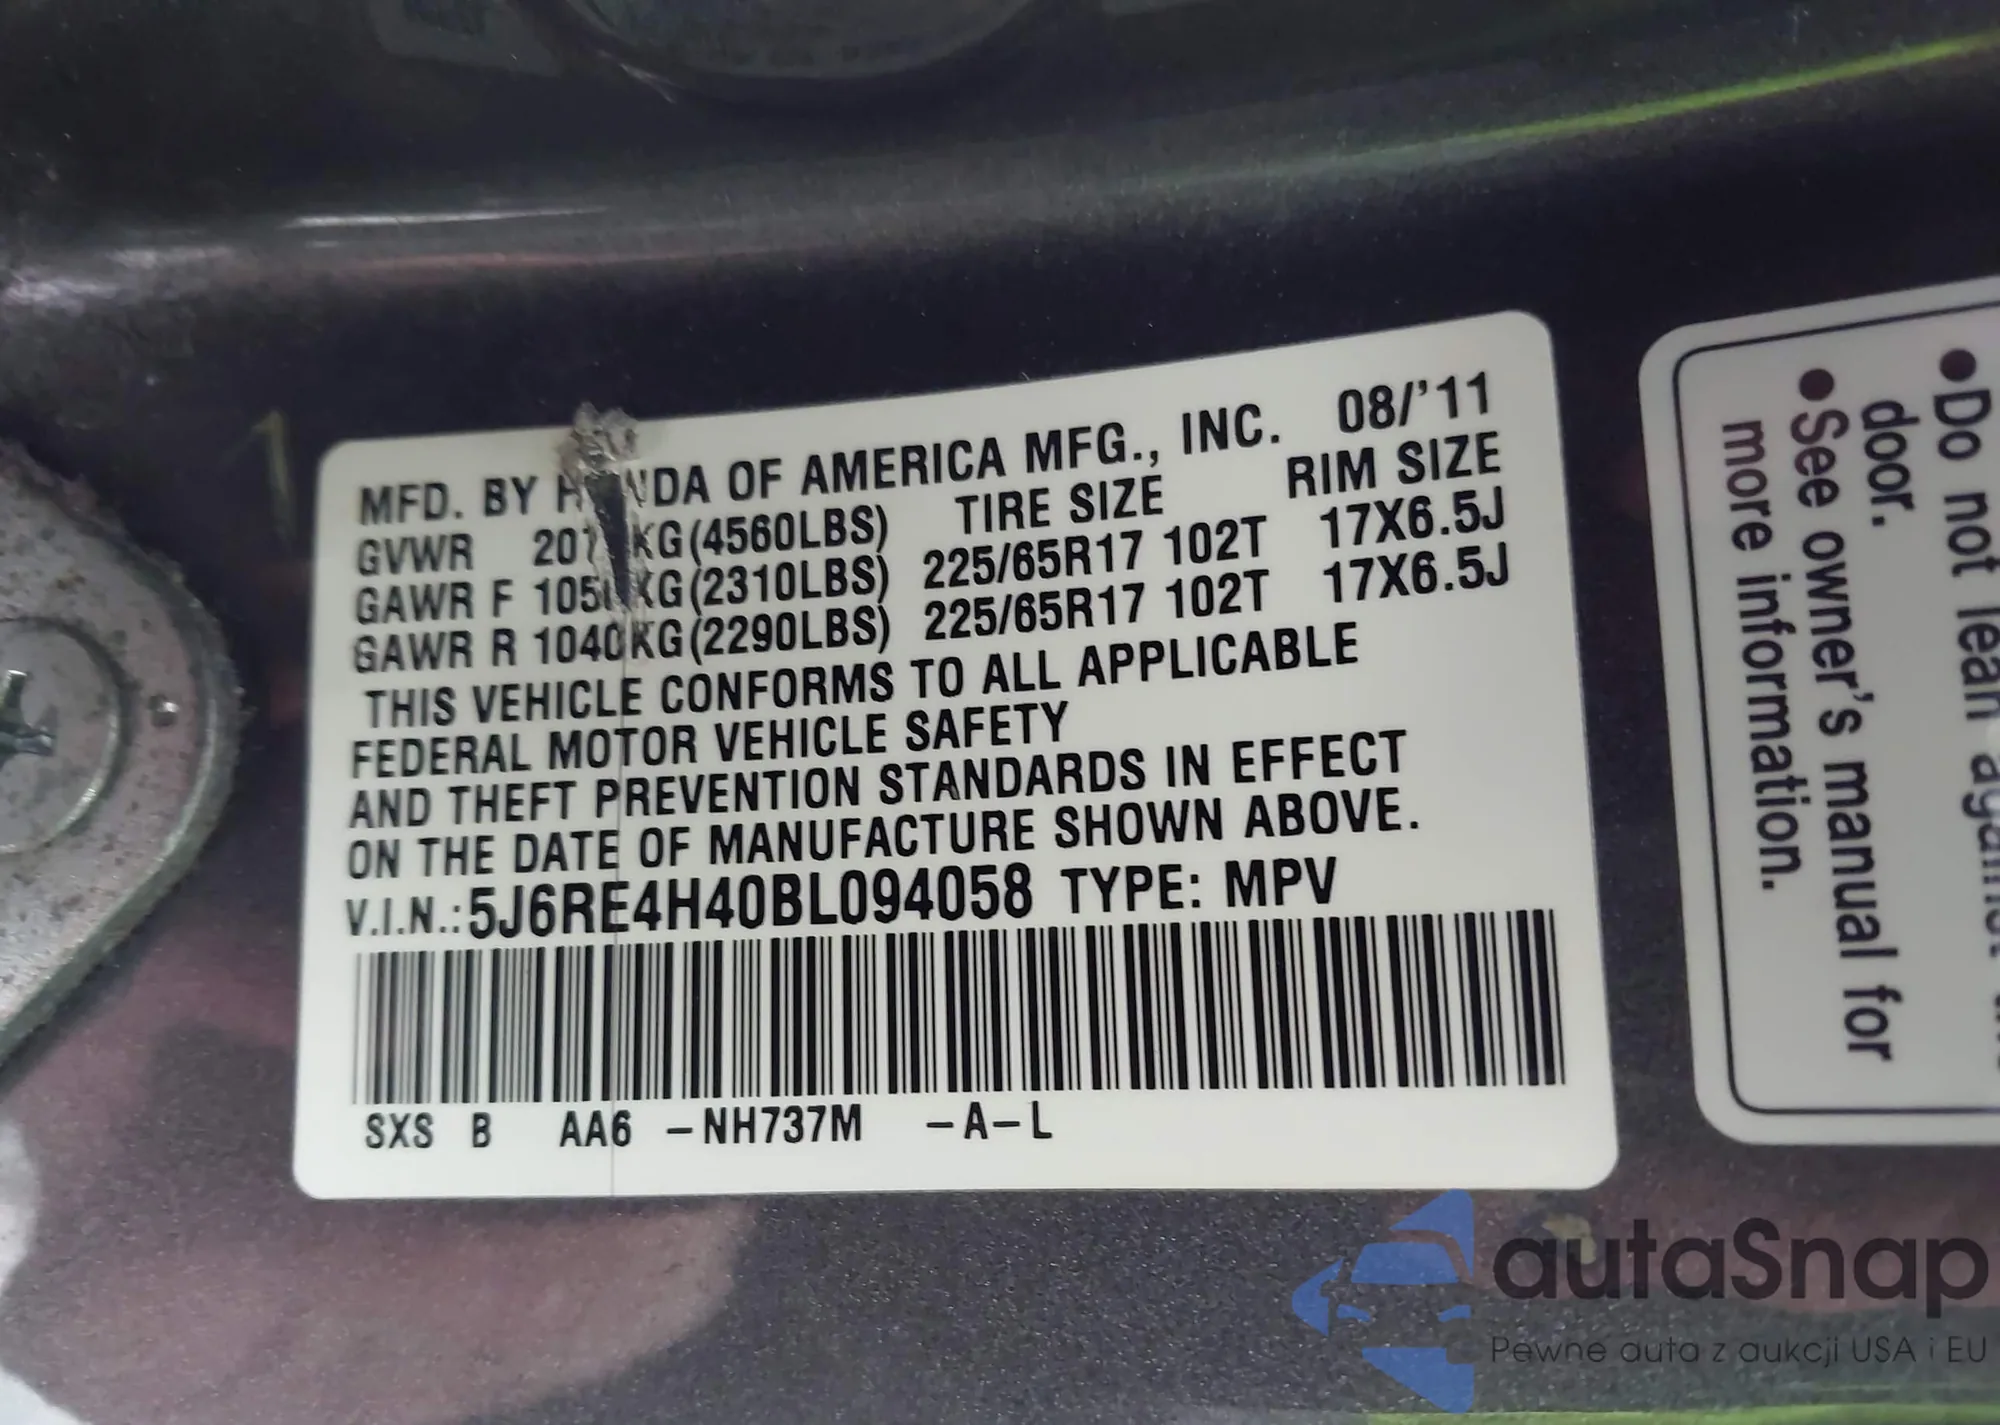 MFD. BY HONDA OF AMERICA MFG., INC. 08/'11
GVWR 207 KG(4560LBS) TIRE SIZE RIM SIZE
GAWR F 105 KG(2310LBS) 225/65R17 102T 17X6.5J
GAWR R 1040KG(2290LBS) 225/65R17 102T 17X6.5J
THIS VEHICLE CONFORMS TO ALL APPLICABLE
FEDERAL MOTOR VEHICLE SAFETY
AND THEFT PREVENTION STANDARDS IN EFFECT
ON THE DATE OF MANUFACTURE SHOWN ABOVE.
V.I.N.:5J6RE4H40BL094058 TYPE: MPV
SXS B AA6 -NH737M -A-L
•Do not lean
door.
•See owner's manual for
more information.
autaSnap
Pewne auta z aukcji USA i EU